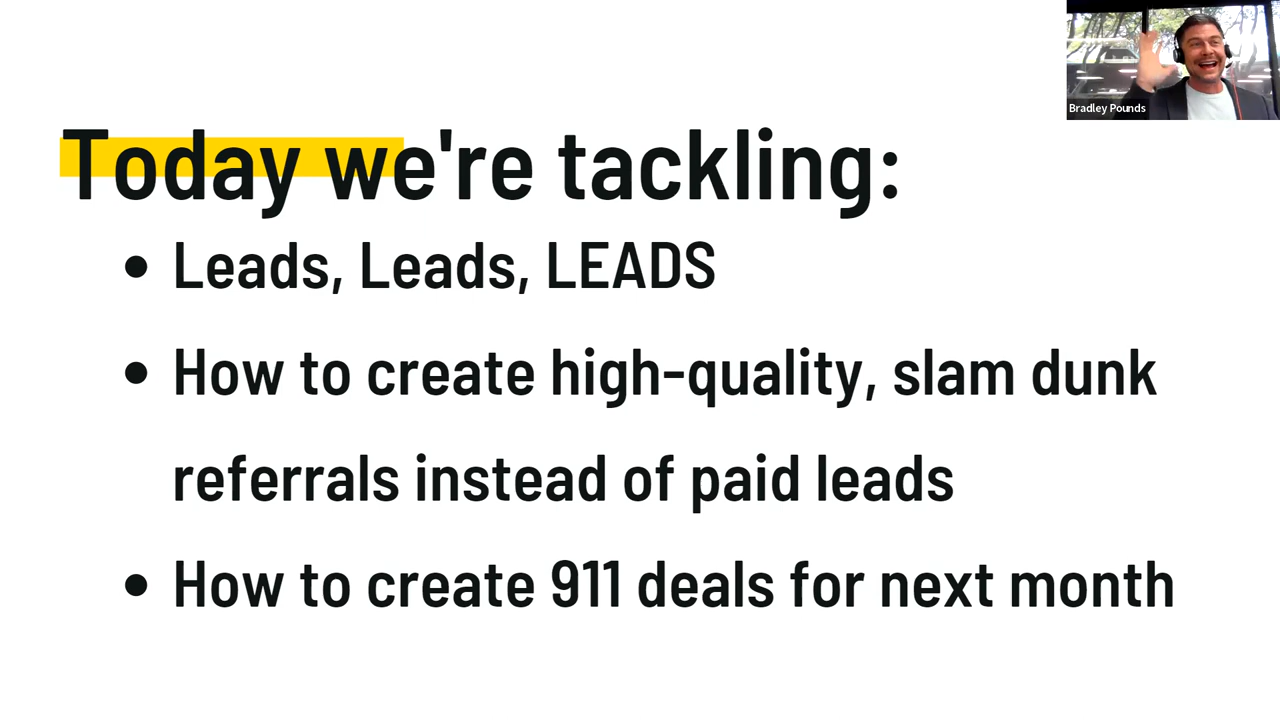 Bradley Pounds
Today we're tackling:
• Leads, Leads, LEADS
• How to create high-quality, slam dunk
referrals instead of paid leads
• How to create 911 deals for next month